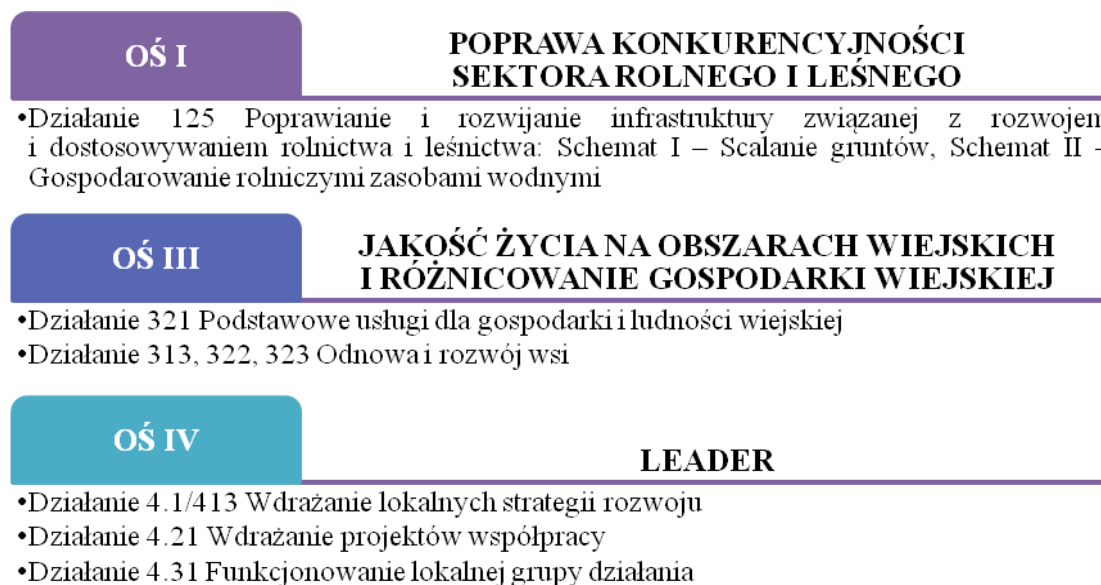 OŚ I
POPRAWA KONKURENCYJNOŚCI
SEKTORA ROLNEGO I LEŚNEGO
•Działanie 125 Poprawianie i rozwijanie infrastruktury związanej z rozwojem
i dostosowywaniem rolnictwa i leśnictwa: Schemat I – Scalanie gruntów, Schemat II –
Gospodarowanie rolniczymi zasobami wodnymi
OŚ III
JAKOŚĆ ŻYCIA NA OBSZARACH WIEJSKICH
I RÓŻNICOWANIE GOSPODARKI WIEJSKIEJ
•Działanie 321 Podstawowe usługi dla gospodarki i ludności wiejskiej
•Działanie 313, 322, 323 Odnowa i rozwój wsi
OŚ IV
LEADER
•Działanie 4.1/413 Wdrażanie lokalnych strategii rozwoju
•Działanie 4.21 Wdrażanie projektów współpracy
•Działanie 4.31 Funkcjonowanie lokalnej grupy działania